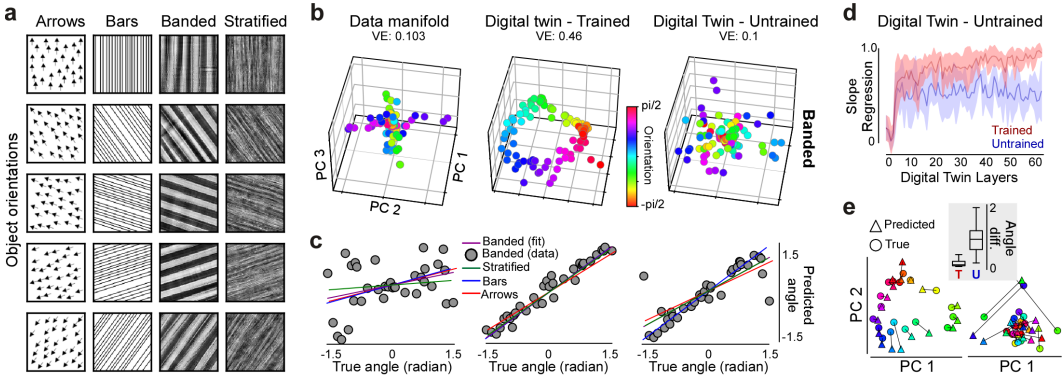 a
Arrows Bars Banded Stratified
Object orientations
b
Data manifold
VE: 0.103
Digital twin - Trained
VE: 0.46
Digital Twin - Untrained
VE: 0.1
PC 3
PC 2
PC 1
pi/2
Orientation
-pi/2
Banded
c
Banded (fit)
Banded (data)
Stratified
Bars
Arrows
1.5
Predicted
angle
-1.5
-1.5 0 1.5
True angle (radian)
-1.5 0 1.5
True angle (radian)
-1.5 0 1.5
True angle (radian)
d
Digital Twin - Untrained
1.0
Slope
Regression
0
Trained
Untrained
0 10 20 30 40 50 60
Digital Twin Layers
e
Predicted
True
2
Angle
diff.
0
T U
PC 2
PC 1 PC 1